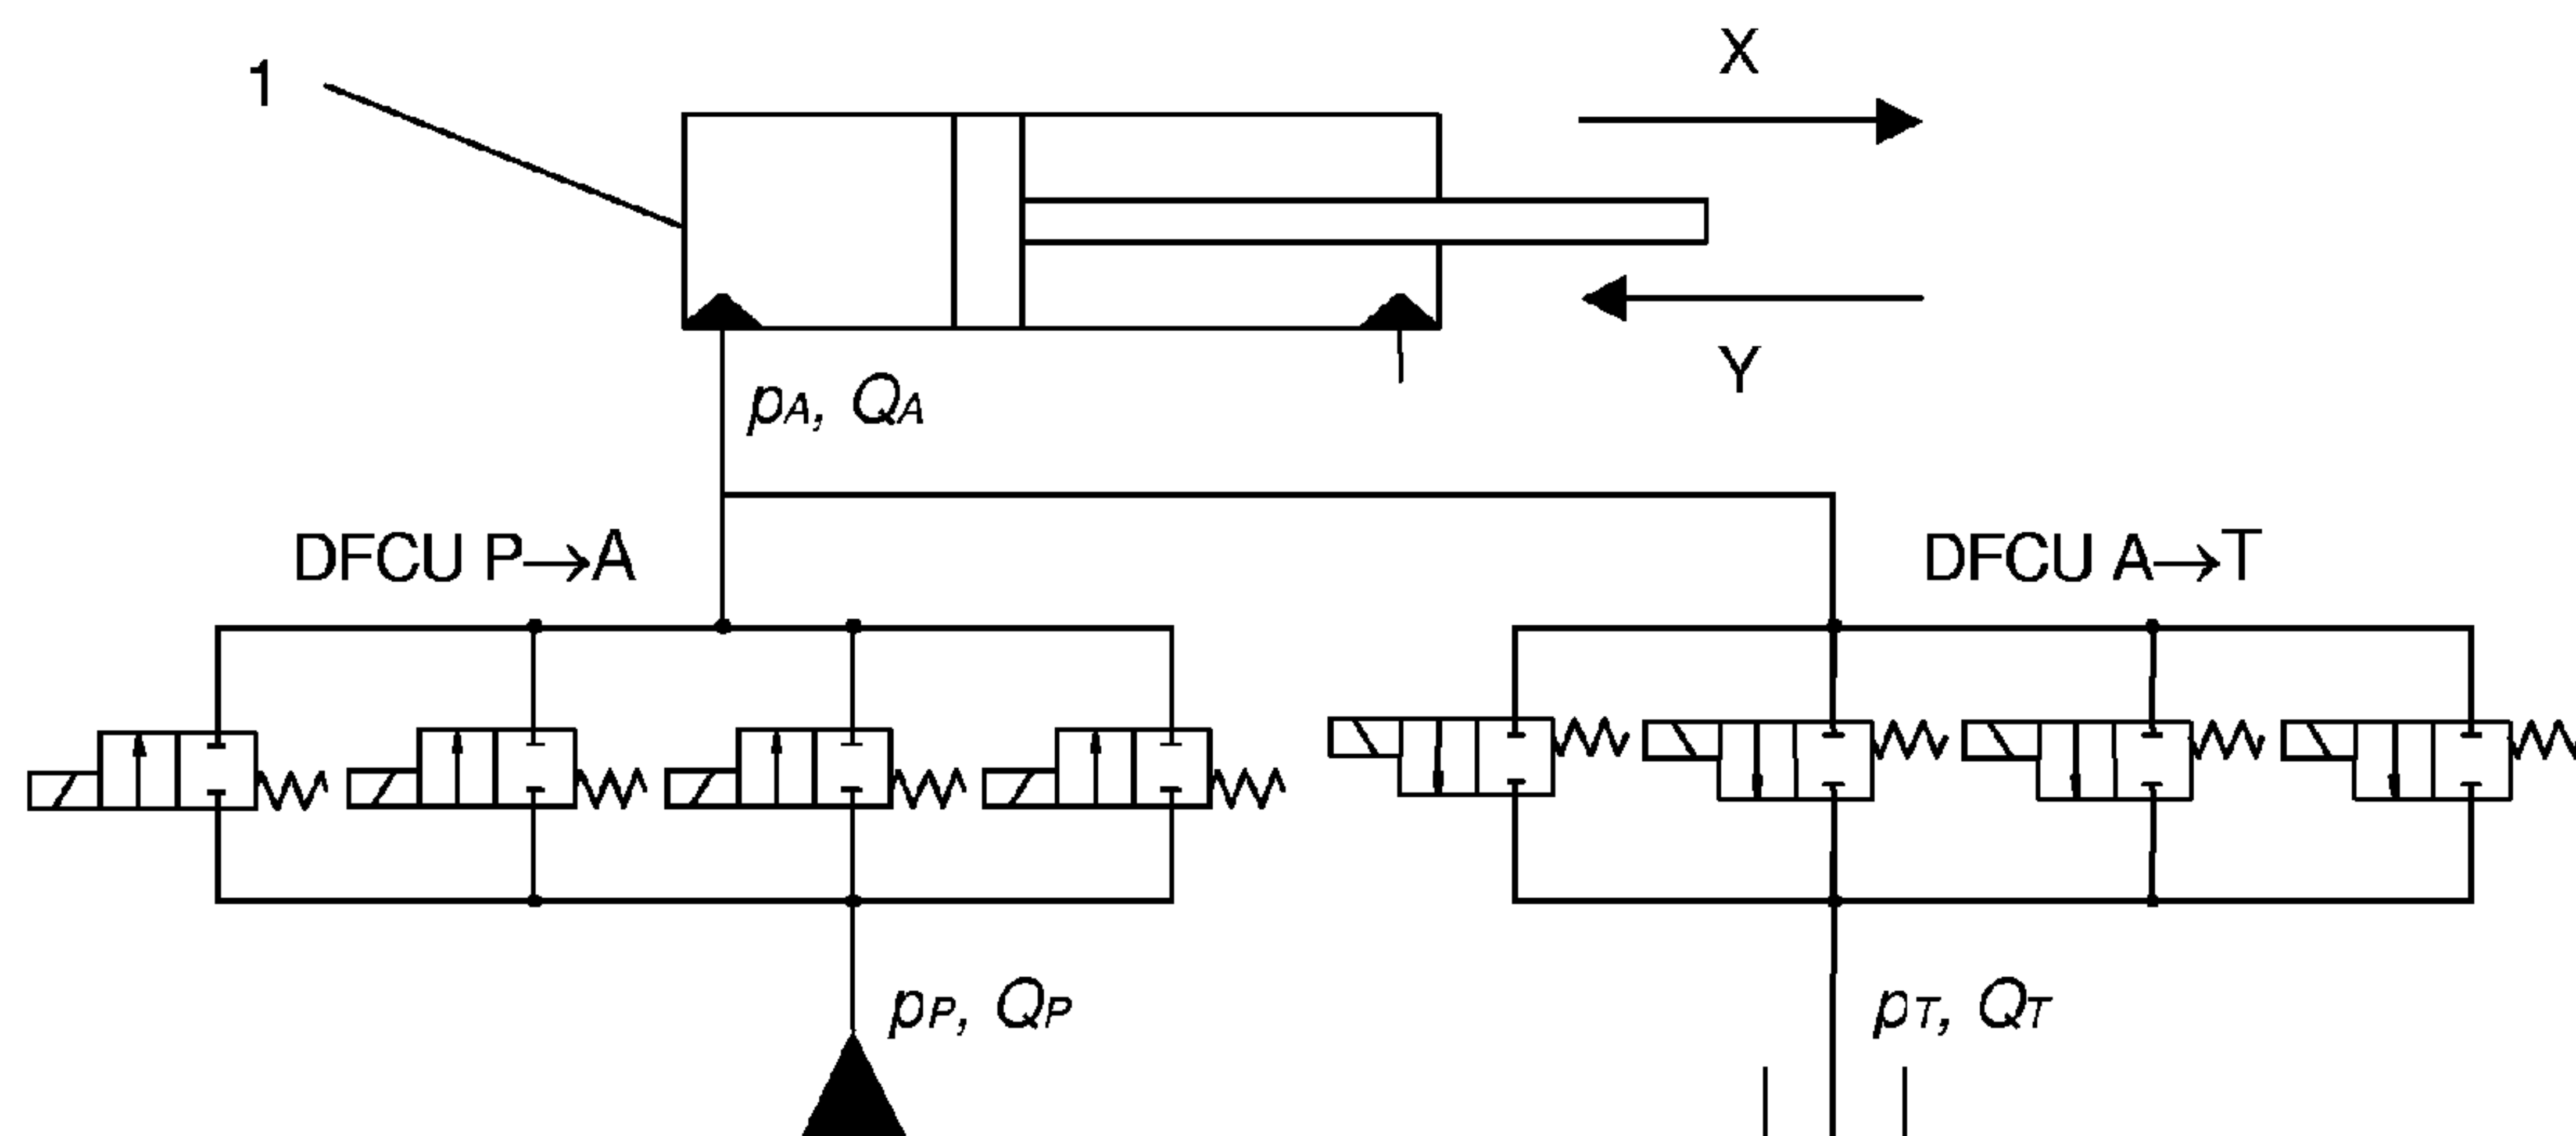 1
X
Y
pA, QA
DFCU P→A
DFCU A→T
pP, QP
pT, QT